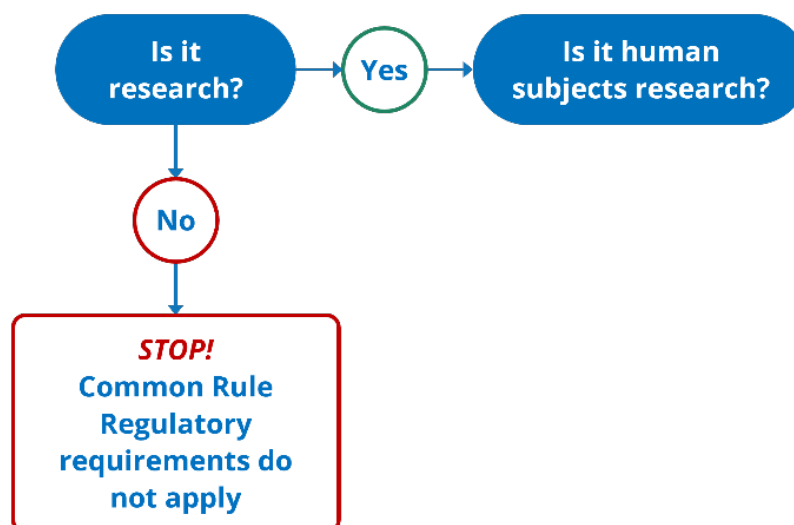 Is it
research?
Yes
Is it human
subjects research?
No
STOP!
Common Rule
Regulatory
requirements do
not apply